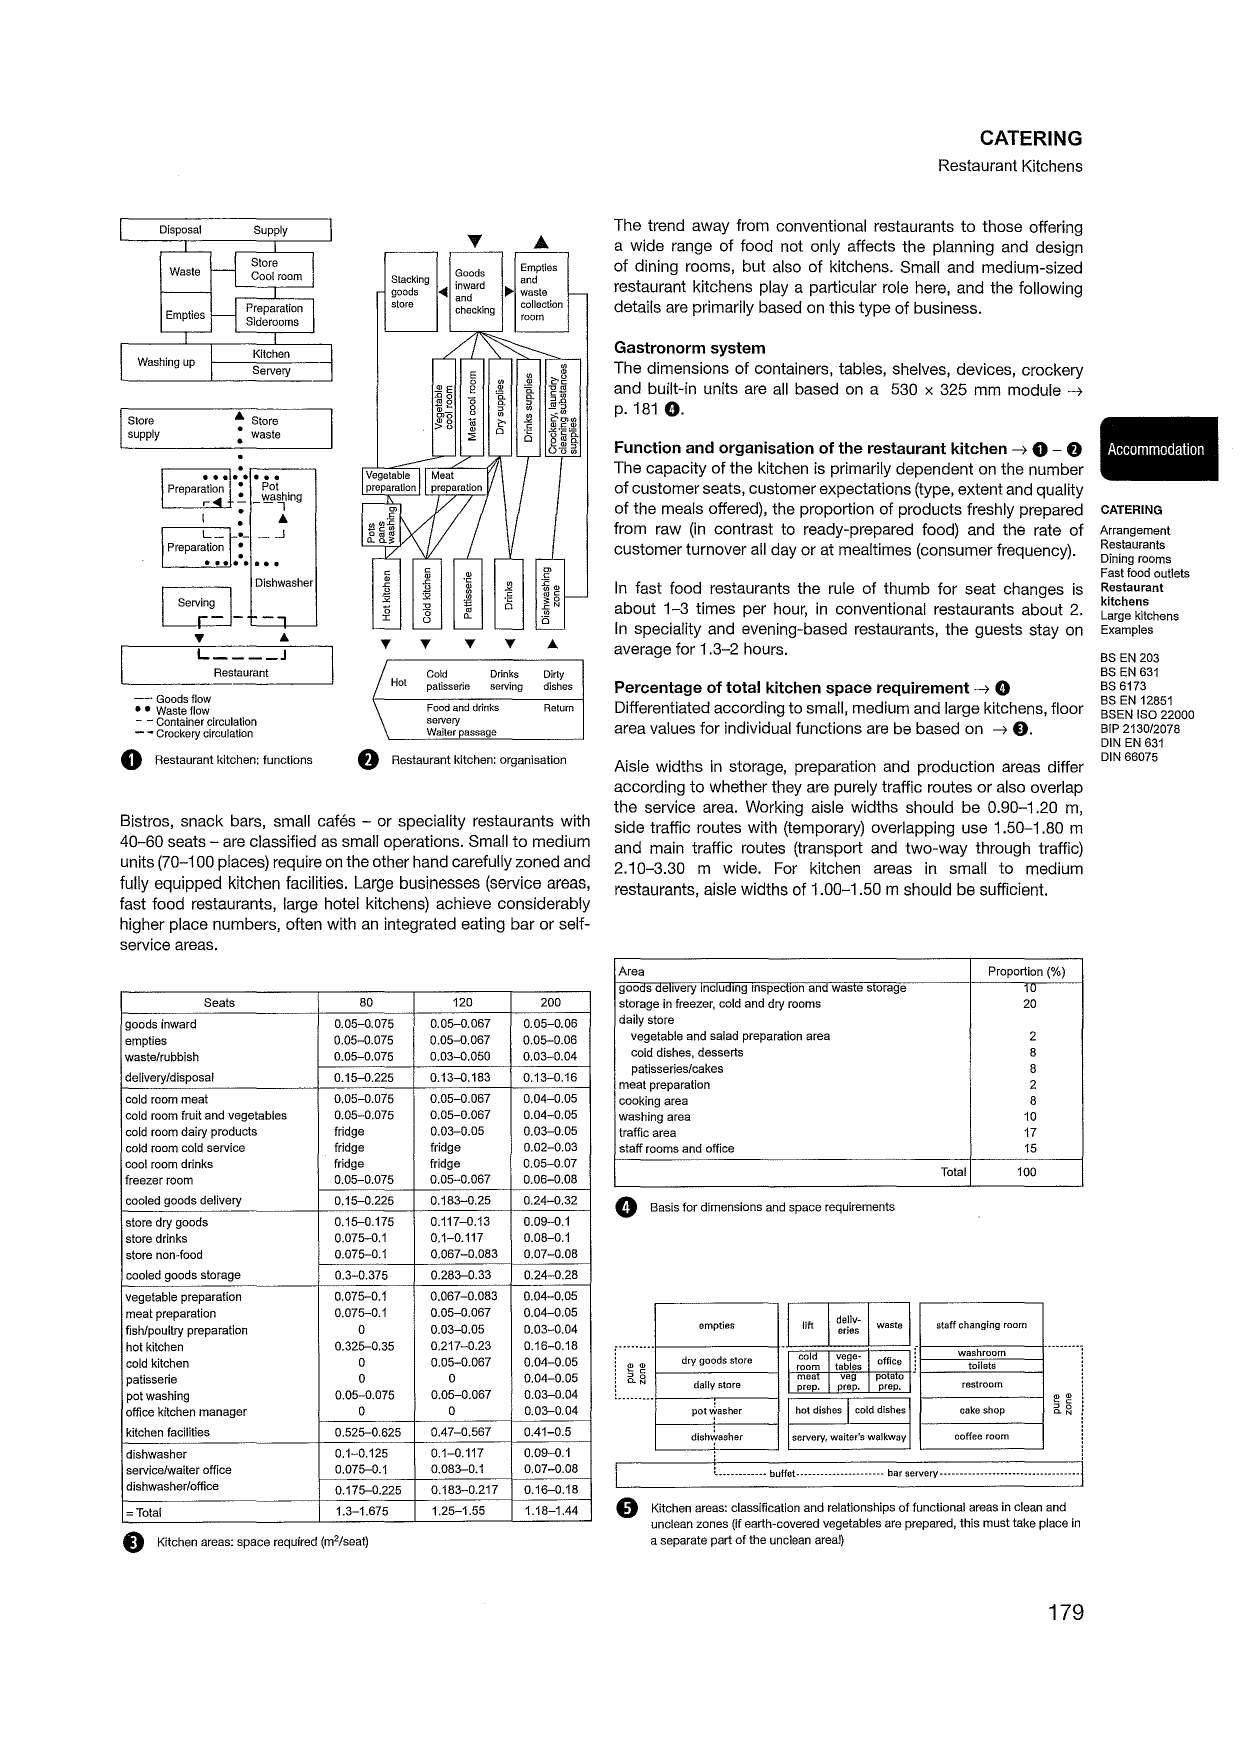 CATERING
Restaurant Kitchens
Disposal Supply
Waste
Store
Cool room
Empties
Preparation
Siderooms
Washing up
Kitchen
Servery
Store
supply
Store
waste
Preparation
Pot
washing
Preparation
Dishwasher
Serving
Restaurant
Goods flow
Waste flow
Container circulation
Crockery circulation
1 Restaurant kitchen: functions
Stacking
goods
store
Goods
inward
and
checking
Empties
and
waste
collection
room
Vegetable
cool room
Meat cool room
Dry supplies
Drinks supplies
Crockery, laundry
cleaning substances
supplies
Vegetable
preparation
Meat
preparation
Pots
pans
washing
Hot kitchen
Cold kitchen
Patisserie
Drinks
Dishwashing
zone
Hot
Cold
patisserie
Drinks
serving
Dirty
dishes
Food and drinks
servery
Waiter passage
Return
2 Restaurant kitchen: organisation
Bistros, snack bars, small cafés – or speciality restaurants with
40–60 seats – are classified as small operations. Small to medium
units (70–100 places) require on the other hand carefully zoned and
fully equipped kitchen facilities. Large businesses (service areas,
fast food restaurants, large hotel kitchens) achieve considerably
higher place numbers, often with an integrated eating bar or self-
service areas.
Seats 80 120 200
goods inward 0.05–0.075 0.05–0.067 0.05–0.06
empties 0.05–0.075 0.05–0.067 0.05–0.06
waste/rubbish 0.05–0.075 0.03–0.050 0.03–0.04
delivery/disposal 0.15–0.225 0.13–0.183 0.13–0.16
cold room meat 0.05–0.075 0.05–0.067 0.04–0.05
cold room fruit and vegetables 0.05–0.075 0.05–0.067 0.04–0.05
cold room dairy products fridge 0.03–0.05 0.03–0.05
cold room cold service fridge fridge 0.02–0.03
cool room drinks fridge fridge 0.05–0.07
freezer room 0.05–0.075 0.05–0.067 0.06–0.08
cooled goods delivery 0.15–0.225 0.183–0.25 0.24–0.32
store dry goods 0.15–0.175 0.117–0.13 0.09–0.1
store drinks 0.075–0.1 0.1–0.117 0.08–0.1
store non-food 0.075–0.1 0.067–0.083 0.07–0.08
cooled goods storage 0.3–0.375 0.283–0.33 0.24–0.28
vegetable preparation 0.075–0.1 0.067–0.083 0.04–0.05
meat preparation 0.075–0.1 0.05–0.067 0.04–0.05
fish/poultry preparation 0 0.03–0.05 0.03–0.04
hot kitchen 0.325–0.35 0.217–0.23 0.16–0.18
cold kitchen 0 0.05–0.067 0.04–0.05
patisserie 0 0 0.04–0.05
pot washing 0.05–0.075 0.05–0.067 0.03–0.04
office kitchen manager 0 0 0.03–0.04
kitchen facilities 0.525–0.625 0.47–0.567 0.41–0.5
dishwasher 0.1–0.125 0.1–0.117 0.09–0.1
service/waiter office 0.075–0.1 0.083–0.1 0.07–0.08
dishwasher/office 0.175–0.225 0.183–0.217 0.16–0.18
= Total 1.3–1.675 1.25–1.55 1.18–1.44
3 Kitchen areas: space required (m²/seat)
The trend away from conventional restaurants to those offering
a wide range of food not only affects the planning and design
of dining rooms, but also of kitchens. Small and medium-sized
restaurant kitchens play a particular role here, and the following
details are primarily based on this type of business.
Gastronorm system
The dimensions of containers, tables, shelves, devices, crockery
and built-in units are all based on a 530 × 325 mm module →
p. 181 4.
Function and organisation of the restaurant kitchen → 1 – 2
The capacity of the kitchen is primarily dependent on the number
of customer seats, customer expectations (type, extent and quality
of the meals offered), the proportion of products freshly prepared
from raw (in contrast to ready-prepared food) and the rate of
customer turnover all day or at mealtimes (consumer frequency).
In fast food restaurants the rule of thumb for seat changes is
about 1–3 times per hour, in conventional restaurants about 2.
In speciality and evening-based restaurants, the guests stay on
average for 1.3–2 hours.
Percentage of total kitchen space requirement → 4
Differentiated according to small, medium and large kitchens, floor
area values for individual functions are be based on → 3.
Aisle widths in storage, preparation and production areas differ
according to whether they are purely traffic routes or also overlap
the service area. Working aisle widths should be 0.90–1.20 m,
side traffic routes with (temporary) overlapping use 1.50–1.80 m
and main traffic routes (transport and two-way through traffic)
2.10–3.30 m wide. For kitchen areas in small to medium
restaurants, aisle widths of 1.00–1.50 m should be sufficient.
Area Proportion (%)
goods delivery including inspection and waste storage 10
storage in freezer, cold and dry rooms 20
daily store
vegetable and salad preparation area 2
cold dishes, desserts 8
patisseries/cakes 8
meat preparation 2
cooking area 8
washing area 10
traffic area 17
staff rooms and office 15
Total 100
4 Basis for dimensions and space requirements
empties
lift
deliv-
eries
waste
staff changing room
pure
zone
dry goods store
cold
room
vege-
tables
office
washroom
toilets
daily store
meat
prep.
veg
prep.
potato
prep.
restroom
pot washer
hot dishes
cold dishes
cake shop
pure
zone
dishwasher
servery, waiter's walkway
coffee room
buffet bar servery
5 Kitchen areas: classification and relationships of functional areas in clean and
unclean zones (if earth-covered vegetables are prepared, this must take place in
a separate part of the unclean area!)
Accommodation
CATERING
Arrangement
Restaurants
Dining rooms
Fast food outlets
Restaurant
kitchens
Large kitchens
Examples
BS EN 203
BS EN 631
BS 6173
BS EN 12851
BSEN ISO 22000
BIP 2130/2078
DIN EN 631
DIN 66075
179